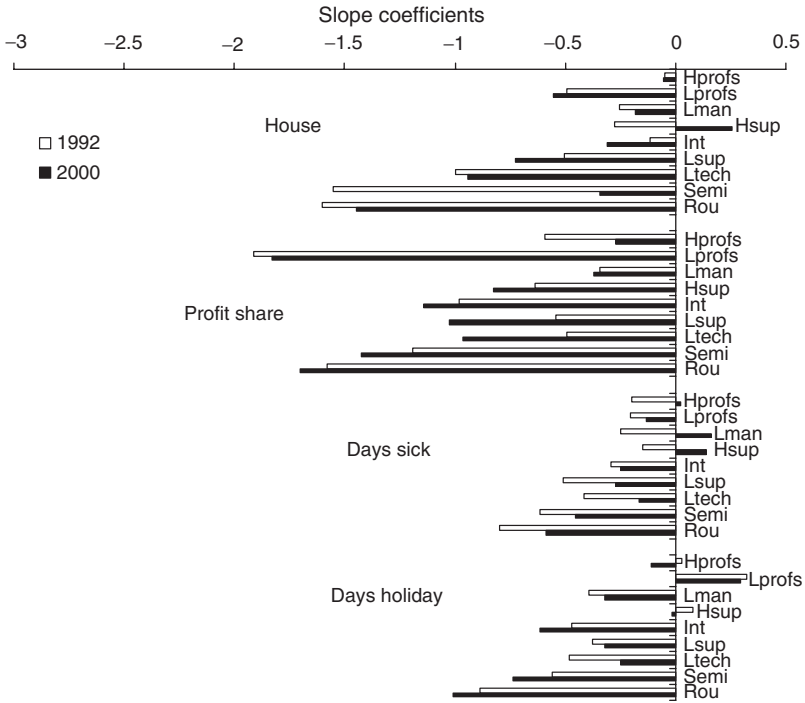 Slope coefficients
−3 −2.5 −2 −1.5 −1 −0.5 0 0.5
1992
2000
House
Hprofs
Lprofs
Lman
Hsup
Int
Lsup
Ltech
Semi
Rou
Profit share
Hprofs
Lprofs
Lman
Hsup
Int
Lsup
Ltech
Semi
Rou
Days sick
Hprofs
Lprofs
Lman
Hsup
Int
Lsup
Ltech
Semi
Rou
Days holiday
Hprofs
Lprofs
Lman
Hsup
Int
Lsup
Ltech
Semi
Rou